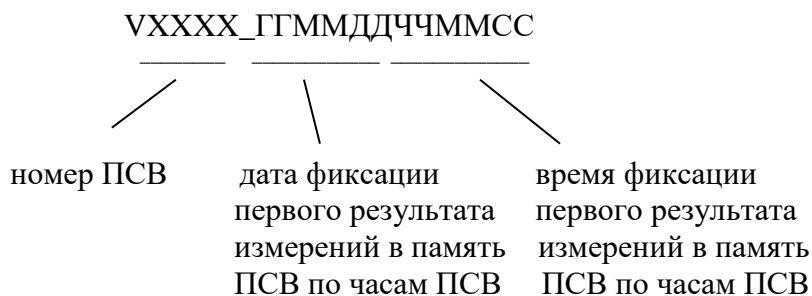 VXXXX_ГГММДДЧЧММСС
номер ПСВ
дата фиксации
первого результата
измерений в память
ПСВ по часам ПСВ
время фиксации
первого результата
измерений в память
ПСВ по часам ПСВ